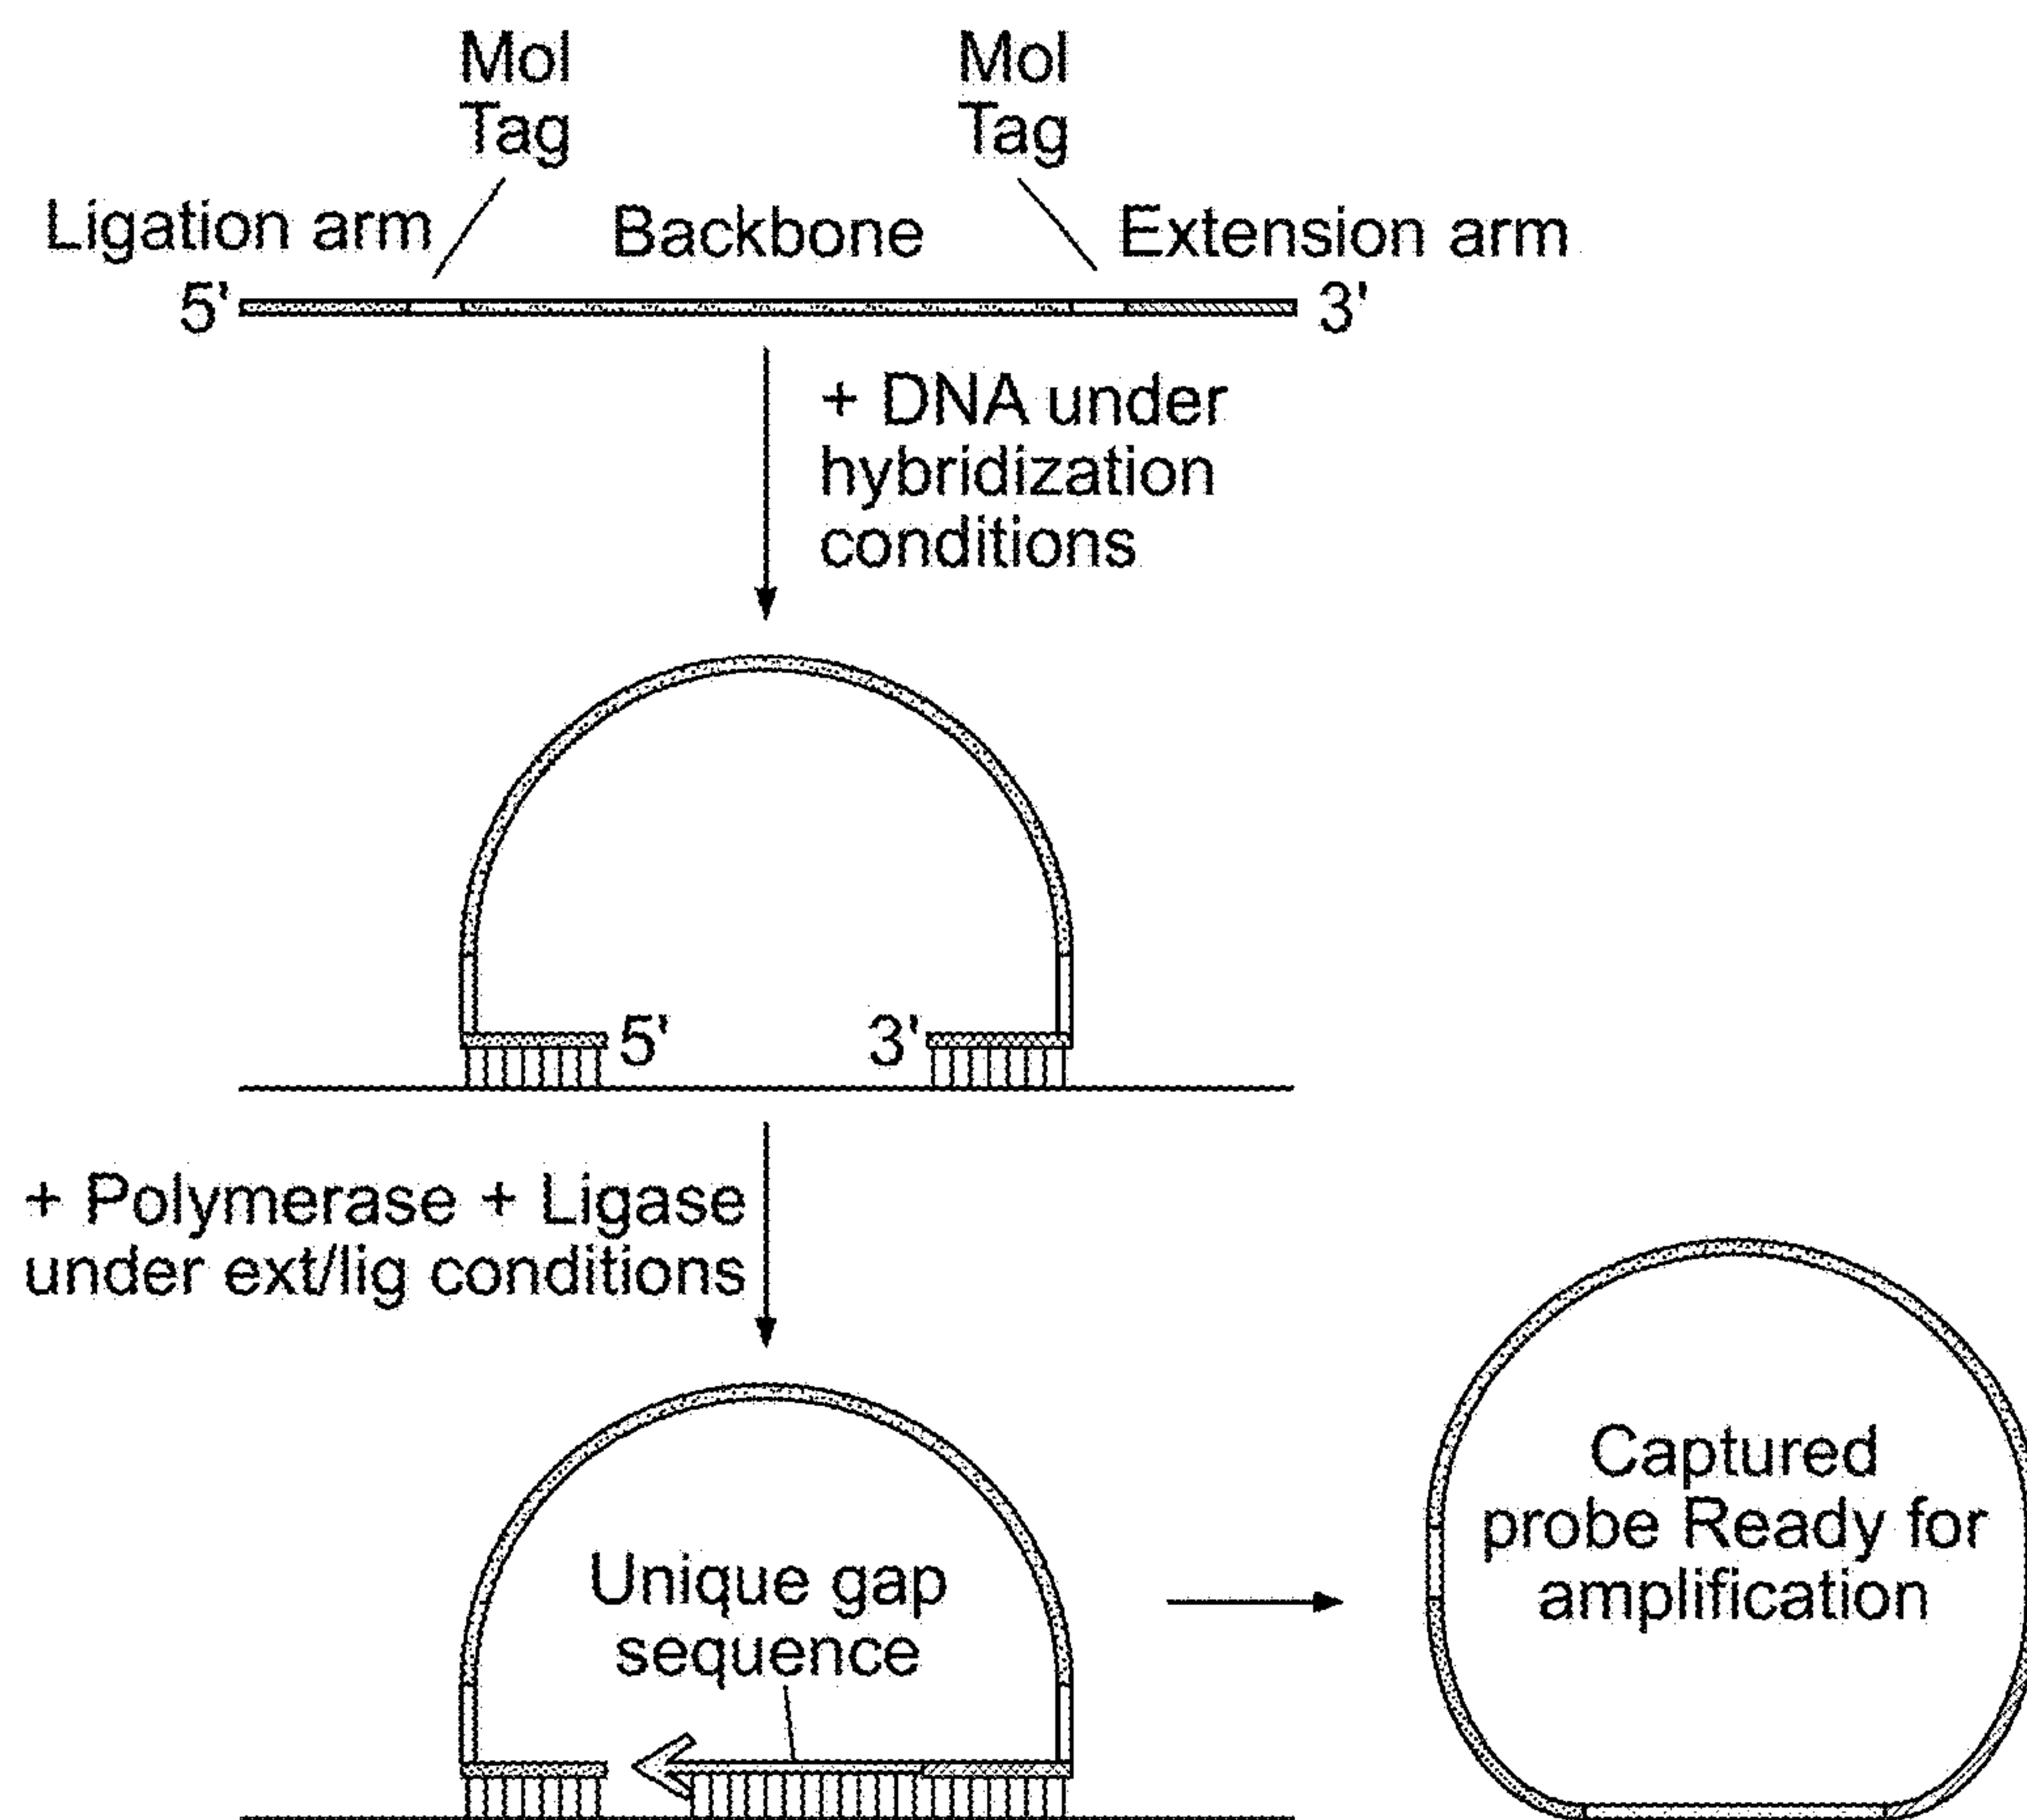 Mol
Tag
Mol
Tag
Ligation arm
Backbone
Extension arm
5'
3'
+ DNA under
hybridization
conditions
5'
3'
+ Polymerase + Ligase
under ext/lig conditions
Unique gap
sequence
Captured
probe Ready for
amplification